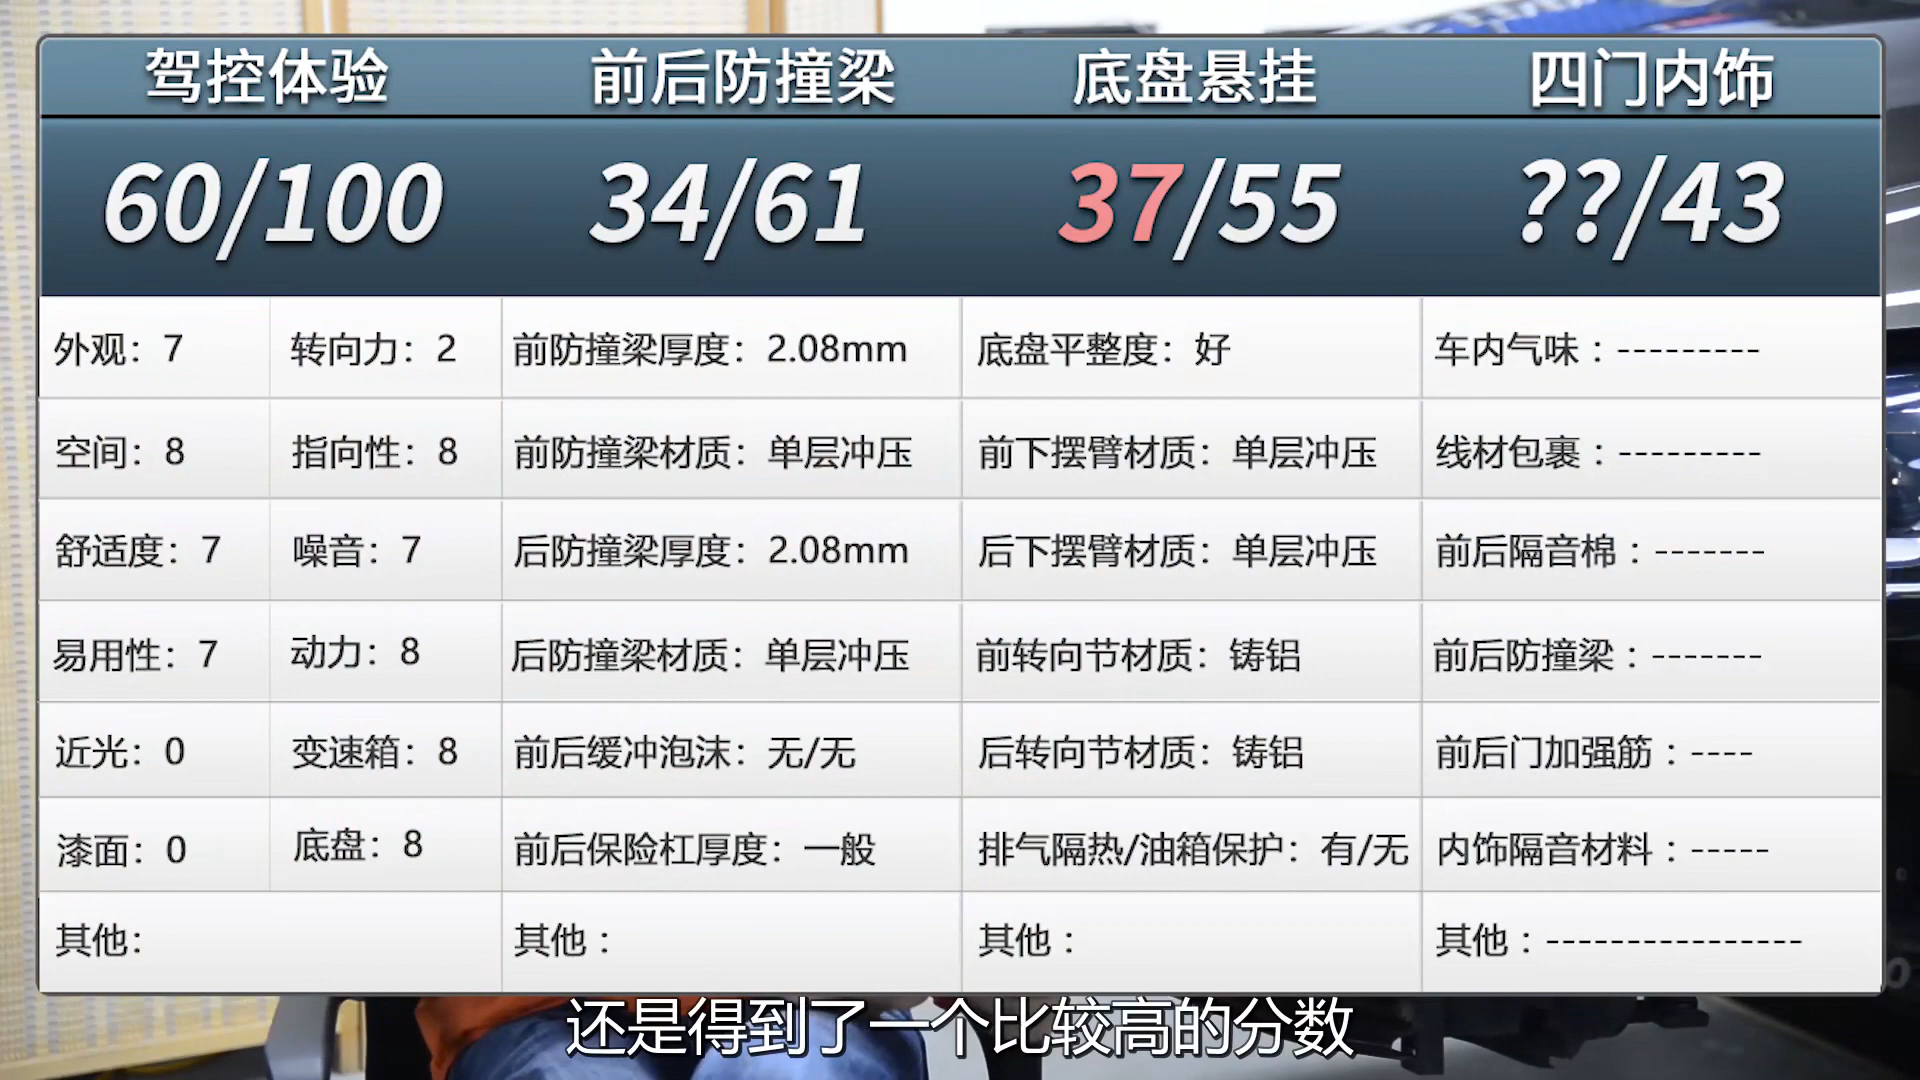 驾控体验 前后防撞梁 底盘悬挂 四门内饰
60/100 34/61 37/55 ??/43
外观：7 转向力：2 前防撞梁厚度：2.08mm 底盘平整度：好 车内气味：---------
空间：8 指向性：8 前防撞梁材质：单层冲压 前下摆臂材质：单层冲压 线材包裹：---------
舒适度：7 噪音：7 后防撞梁厚度：2.08mm 后下摆臂材质：单层冲压 前后隔音棉：-------
易用性：7 动力：8 后防撞梁材质：单层冲压 前转向节材质：铸铝 前后防撞梁：-------
近光：0 变速箱：8 前后缓冲泡沫：无/无 后转向节材质：铸铝 前后门加强筋：----
漆面：0 底盘：8 前后保险杠厚度：一般 排气隔热/油箱保护：有/无 内饰隔音材料：-----
其他： 其他： 其他： 其他：----------------
还是得到了一个比较高的分数